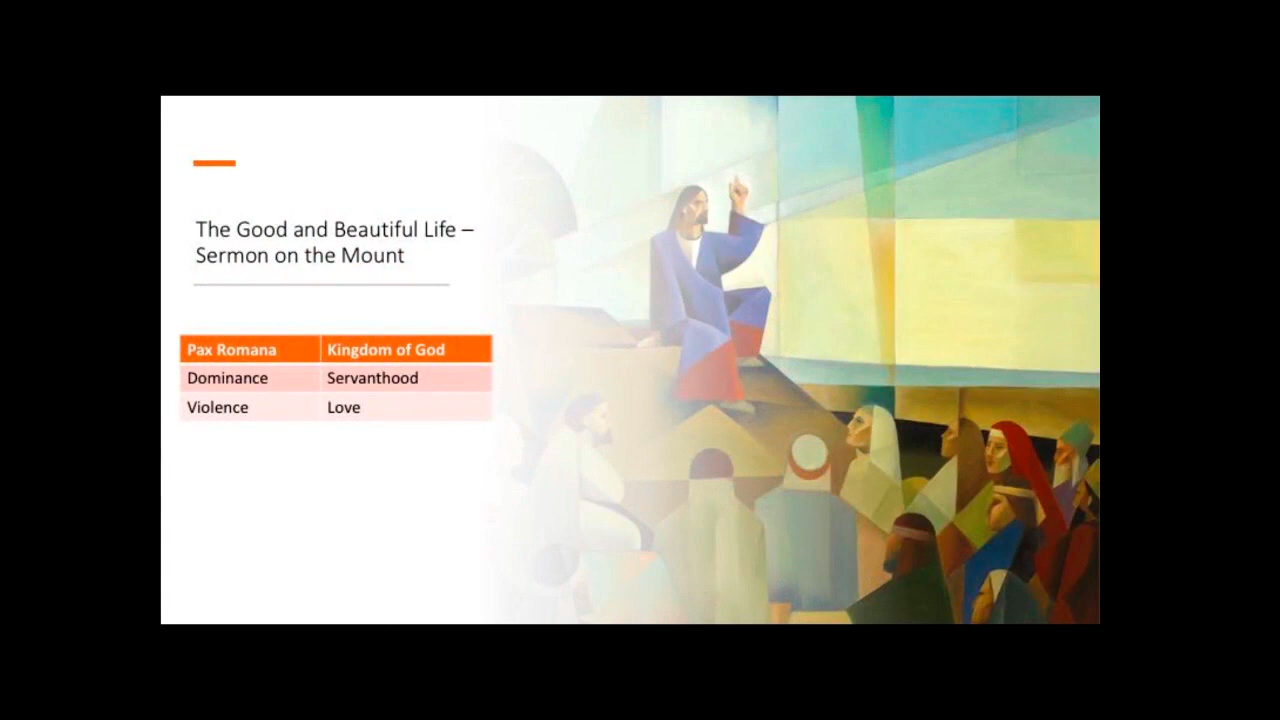 The Good and Beautiful Life –
Sermon on the Mount
Pax Romana Kingdom of God
Dominance Servanthood
Violence Love